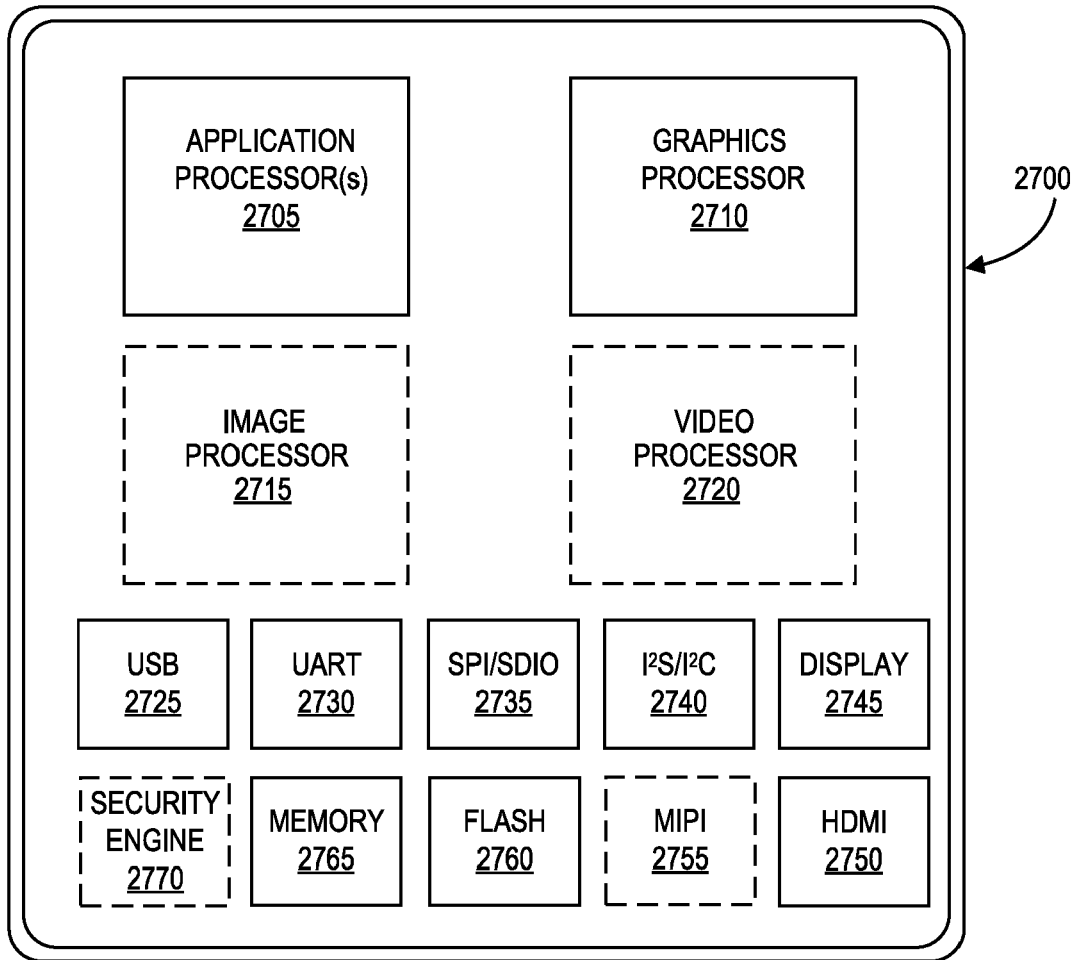 APPLICATION
PROCESSOR(s)
2705
GRAPHICS
PROCESSOR
2710
2700
IMAGE
PROCESSOR
2715
VIDEO
PROCESSOR
2720
USB
2725
UART
2730
SPI/SDIO
2735
I²S/I²C
2740
DISPLAY
2745
SECURITY
ENGINE
2770
MEMORY
2765
FLASH
2760
MIPI
2755
HDMI
2750